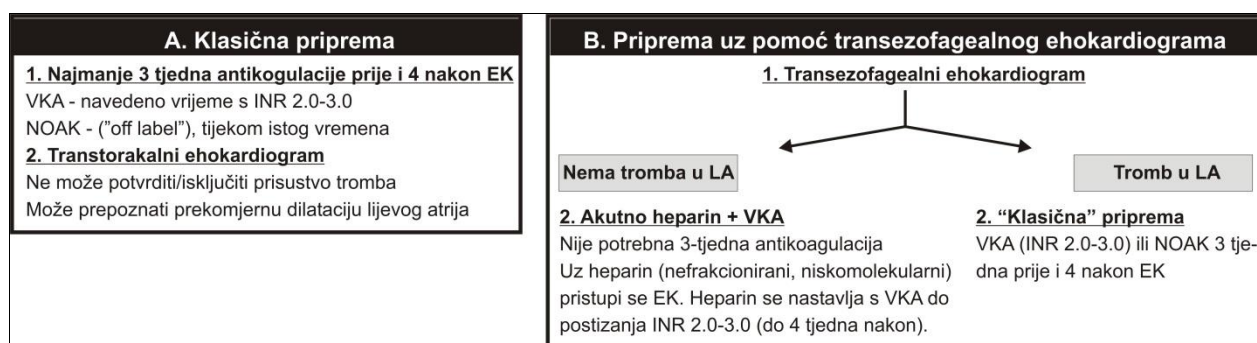 A. Klasična priprema
1. Najmanje 3 tjedna antikogulacije prije i 4 nakon EK
VKA - navedeno vrijeme s INR 2.0-3.0
NOAK - ("off label"), tijekom istog vremena
2. Transtorakalni ehokardiogram
Ne može potvrditi/isključiti prisustvo tromba
Može prepoznati prekomjernu dilataciju lijevog atrija
B. Priprema uz pomoć transezofagealnog ehokardiograma
1. Transezofagealni ehokardiogram
Nema tromba u LA
2. Akutno heparin + VKA
Nije potrebna 3-tjedna antikoagulacija
Uz heparin (nefrakcionirani, niskomolekularni)
pristupi se EK. Heparin se nastavlja s VKA do
postizanja INR 2.0-3.0 (do 4 tjedna nakon).
Tromb u LA
2. “Klasična” priprema
VKA (INR 2.0-3.0) ili NOAK 3 tje-
dna prije i 4 nakon EK